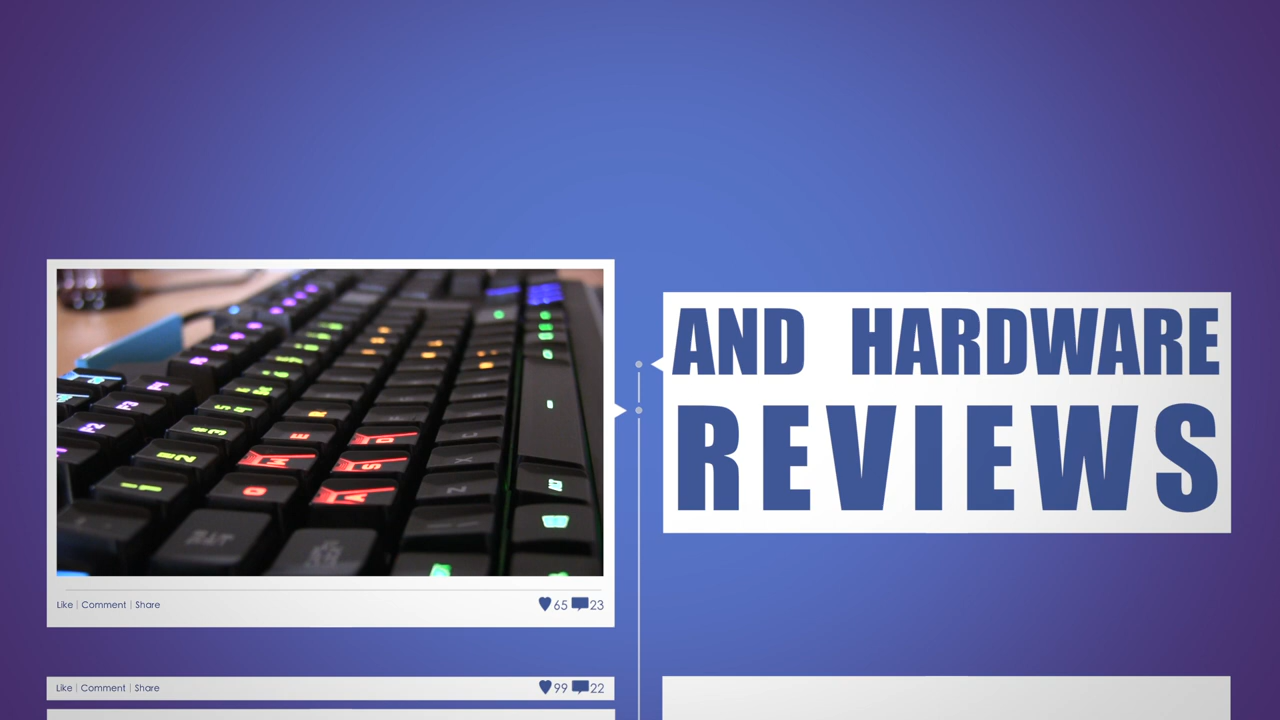 AND HARDWARE
REVIEWS
Like | Comment | Share
65 23
Like | Comment | Share
99 22